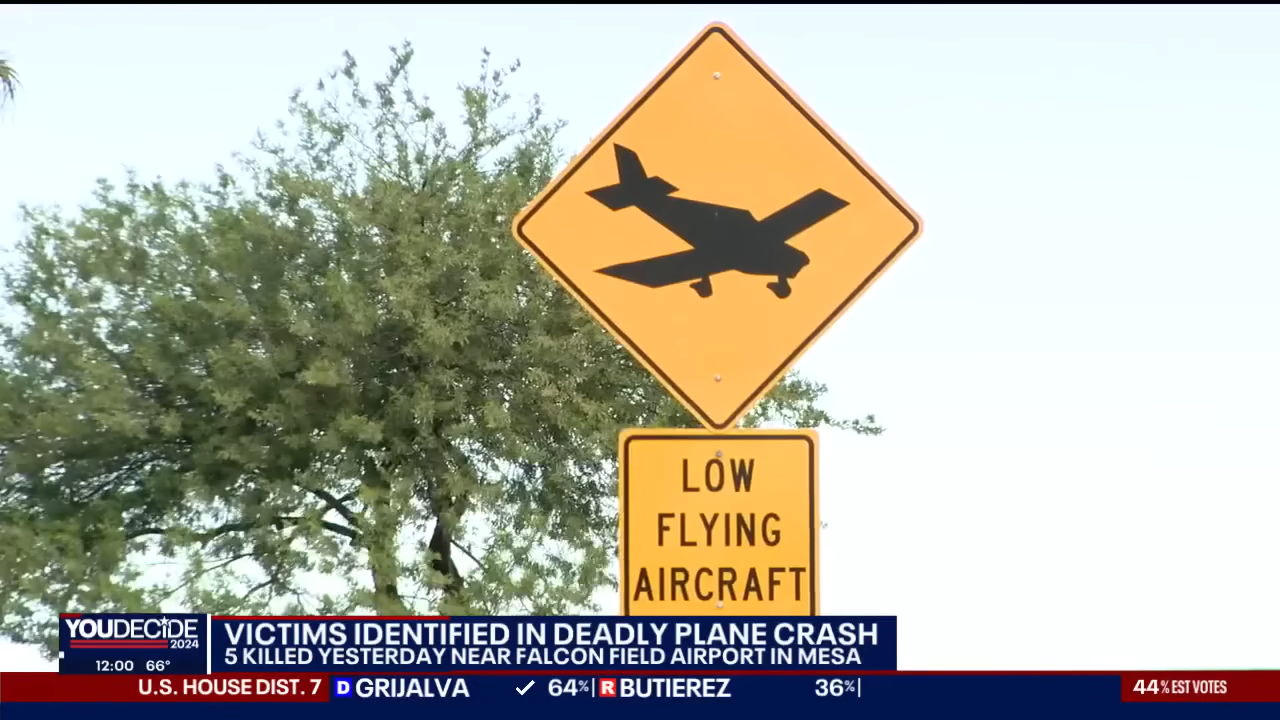 LOW
FLYING
AIRCRAFT
YOUDECIDE
2024
12:00 66°
VICTIMS IDENTIFIED IN DEADLY PLANE CRASH
5 KILLED YESTERDAY NEAR FALCON FIELD AIRPORT IN MESA
U.S. HOUSE DIST. 7 D GRIJALVA ✓ 64% R BUTIEREZ 36% 44% EST VOTES